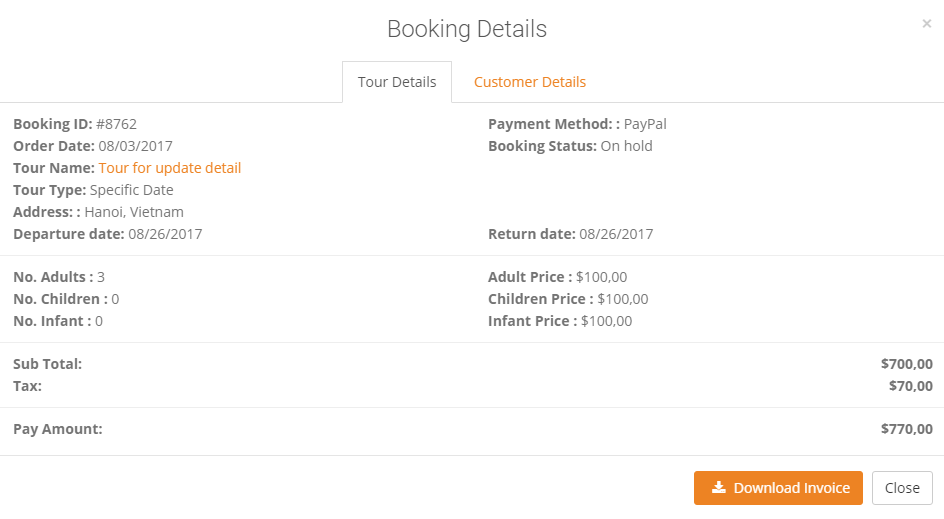 Booking Details
×
Tour Details Customer Details
Booking ID: #8762 Payment Method: : PayPal
Order Date: 08/03/2017 Booking Status: On hold
Tour Name: Tour for update detail
Tour Type: Specific Date
Address: : Hanoi, Vietnam
Departure date: 08/26/2017 Return date: 08/26/2017
No. Adults : 3 Adult Price : $100,00
No. Children : 0 Children Price : $100,00
No. Infant : 0 Infant Price : $100,00
Sub Total: $700,00
Tax: $70,00
Pay Amount: $770,00
Download Invoice Close